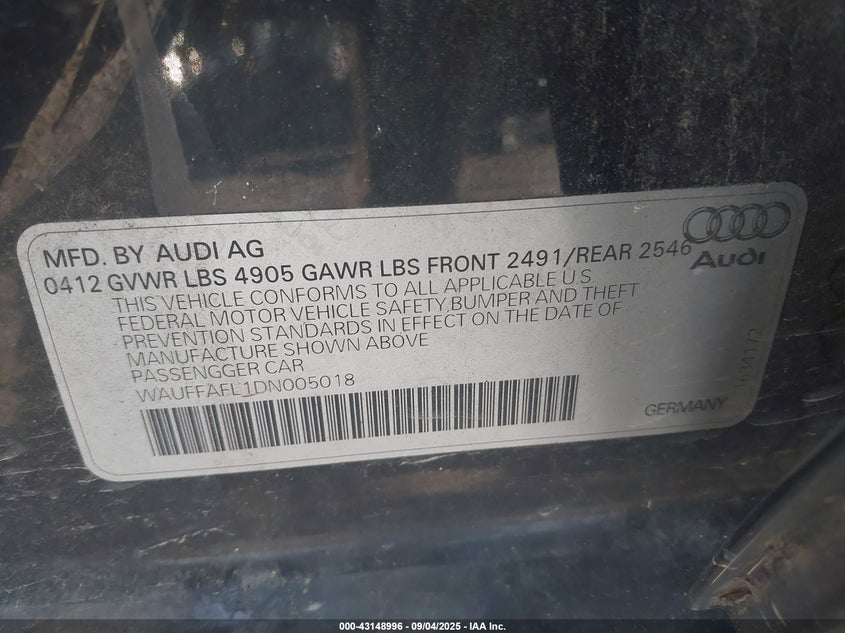 MFD. BY AUDI AG
0412 GVWR LBS 4905 GAWR LBS FRONT 2491/REAR 2546
Audi
THIS VEHICLE CONFORMS TO ALL APPLICABLE U.S
FEDERAL MOTOR VEHICLE SAFETY,BUMPER AND THEFT
PREVENTION STANDARDS IN EFFECT ON THE DATE OF
MANUFACTURE SHOWN ABOVE
PASSENGGER CAR
WAUFFAFL1DN005018
GERMANY
1634172
000-43148996 - 09/04/2025 - IAA Inc.